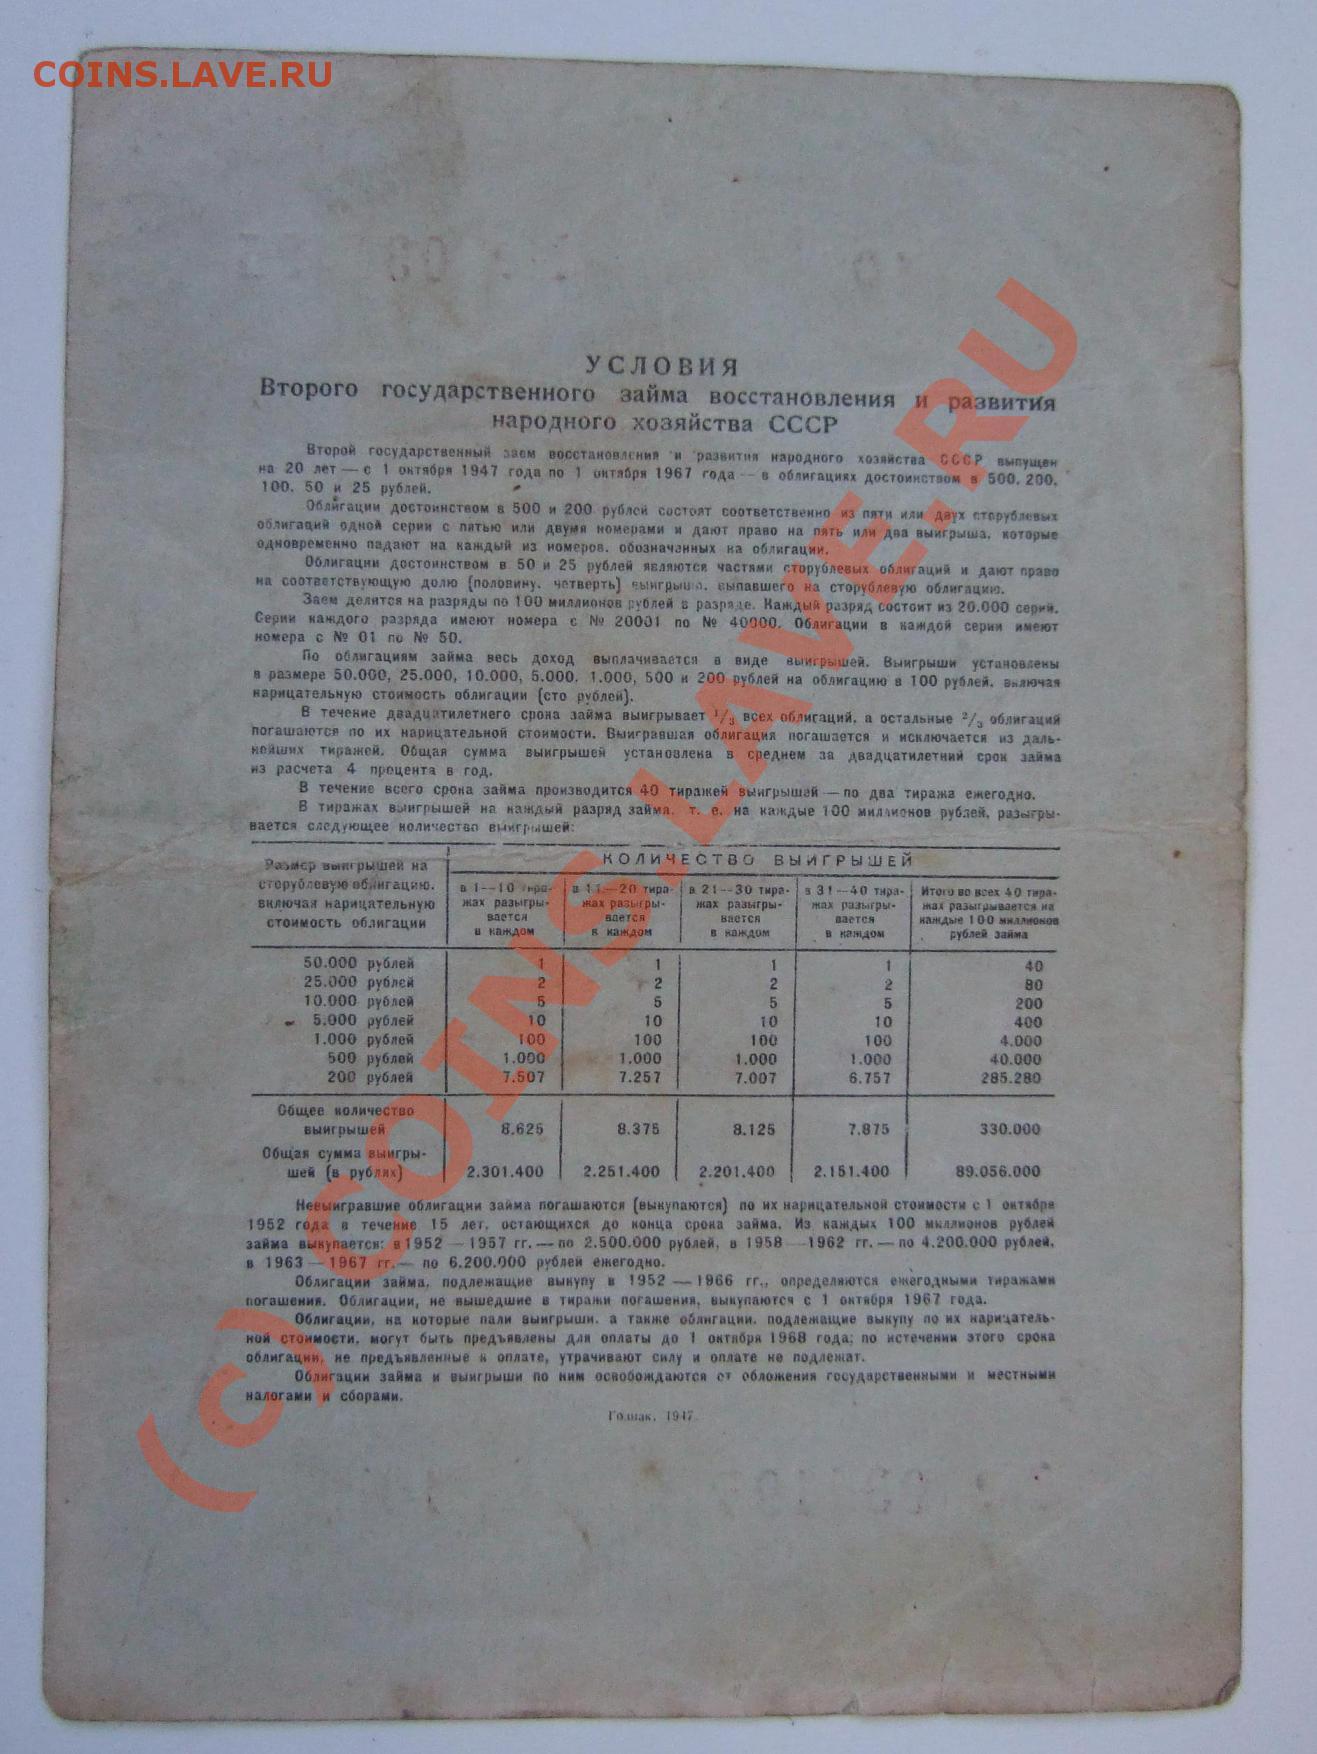 COINS.LAVE.RU
УСЛОВИЯ
Второго государственного займа восстановления и развития
народного хозяйства СССР
Второй государственный заем восстановления и развития народного хозяйства СССР выпущен
на 20 лет — с 1 октября 1947 года по 1 октября 1967 года — в облигациях достоинством в 500, 200,
100, 50 и 25 рублей.
Облигации достоинством в 500 и 200 рублей состоят соответственно из пяти или двух сторублевых
облигаций одной серии с пятью или двумя номерами и дают право на пять или два выигрыша, которые
одновременно падают на каждый из номеров, обозначенных на облигации.
Облигации достоинством в 50 и 25 рублей являются частями сторублевых облигаций и дают право
на соответствующую долю (половину, четверть) выигрыша, выпавшего на сторублевую облигацию.
Заем делится на разряды по 100 миллионов рублей в разряде. Каждый разряд состоит из 20.000 серий.
Серии каждого разряда имеют номера с № 20001 по № 40000. Облигации в каждой серии имеют
номера с № 01 по № 50.
По облигациям займа весь доход выплачивается в виде выигрышей. Выигрыши установлены
в размере 50.000, 25.000, 10.000, 5.000, 1.000, 500 и 200 рублей на облигацию в 100 рублей, включая
нарицательную стоимость облигации (сто рублей).
В течение двадцатилетнего срока займа выигрывает 1/3 всех облигаций, а остальные 2/3 облигаций
погашаются по их нарицательной стоимости. Выигравшая облигация погашается и исключается из даль-
нейших тиражей. Общая сумма выигрышей установлена в среднем за двадцатилетний срок займа
из расчета 4 процента в год.
В течение всего срока займа производится 40 тиражей выигрышей — по два тиража ежегодно.
В тиражах выигрышей на каждый разряд займа, т. е. на каждые 100 миллионов рублей, разыгры-
вается следующее количество выигрышей:
Размер выигрышей на сторублевую облигацию, включая нарицательную стоимость облигации
КОЛИЧЕСТВО ВЫИГРЫШЕЙ
в 1—10 тиражах разыгрывается в каждом
в 11—20 тиражах разыгрывается в каждом
в 21—30 тиражах разыгрывается в каждом
в 31—40 тиражах разыгрывается в каждом
Итого во всех 40 тиражах разыгрывается на каждые 100 миллионов рублей займа
50.000 рублей 1 1 1 1 40
25.000 рублей 2 2 2 2 80
10.000 рублей 5 5 5 5 200
5.000 рублей 10 10 10 10 400
1.000 рублей 100 100 100 100 4.000
500 рублей 1.000 1.000 1.000 1.000 40.000
200 рублей 7.507 7.257 7.007 6.757 285.280
Общее количество
выигрышей 8.625 8.375 8.125 7.875 330.000
Общая сумма выигры-
шей (в рублях) 2.301.400 2.251.400 2.201.400 2.151.400 89.056.000
Невыигравшие облигации займа погашаются (выкупаются) по их нарицательной стоимости с 1 октября
1952 года в течение 15 лет, остающихся до конца срока займа. Из каждых 100 миллионов рублей
займа выкупается: в 1952 — 1957 гг. — по 2.500.000 рублей, в 1958 — 1962 гг. — по 4.200.000 рублей,
в 1963 — 1967 гг. — по 6.200.000 рублей ежегодно.
Облигации займа, подлежащие выкупу в 1952 — 1966 гг., определяются ежегодными тиражами
погашения. Облигации, не вышедшие в тиражи погашения, выкупаются с 1 октября 1967 года.
Облигации, на которые пали выигрыши, а также облигации, подлежащие выкупу по их нарицатель-
ной стоимости, могут быть предъявлены для оплаты до 1 октября 1968 года; по истечении этого срока
облигации, не предъявленные к оплате, утрачивают силу и оплате не подлежат.
Облигации займа и выигрыши по ним освобождаются от обложения государственными и местными
налогами и сборами.
Гознак. 1947.
(c) COINS.LAVE.RU